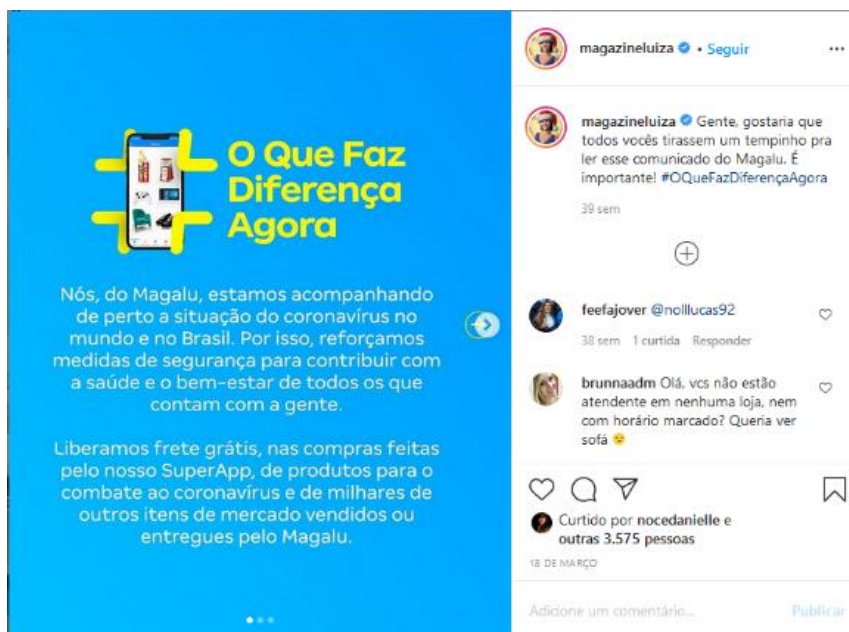 O Que Faz
Diferença
Agora
Nós, do Magalu, estamos acompanhando
de perto a situação do coronavírus no
mundo e no Brasil. Por isso, reforçamos
medidas de segurança para contribuir com
a saúde e o bem-estar de todos os que
contam com a gente.
Liberamos frete grátis, nas compras feitas
pelo nosso SuperApp, de produtos para o
combate ao coronavírus e de milhares de
outros itens de mercado vendidos ou
entregues pelo Magalu.
magazineluiza • Seguir
magazineluiza Gente, gostaria que
todos vocês tirassem um tempinho pra
ler esse comunicado do Magalu. É
importante! #OQueFazDiferençaAgora
39 sem
feefajover @nolllucas92
38 sem 1 curtida Responder
brunnaadm Olá, vcs não estão
atendente em nenhuma loja, nem
com horário marcado? Queria ver
sofá 😟
Curtido por nocedanielle e
outras 3.575 pessoas
18 DE MARÇO
Adicione um comentário... Publicar